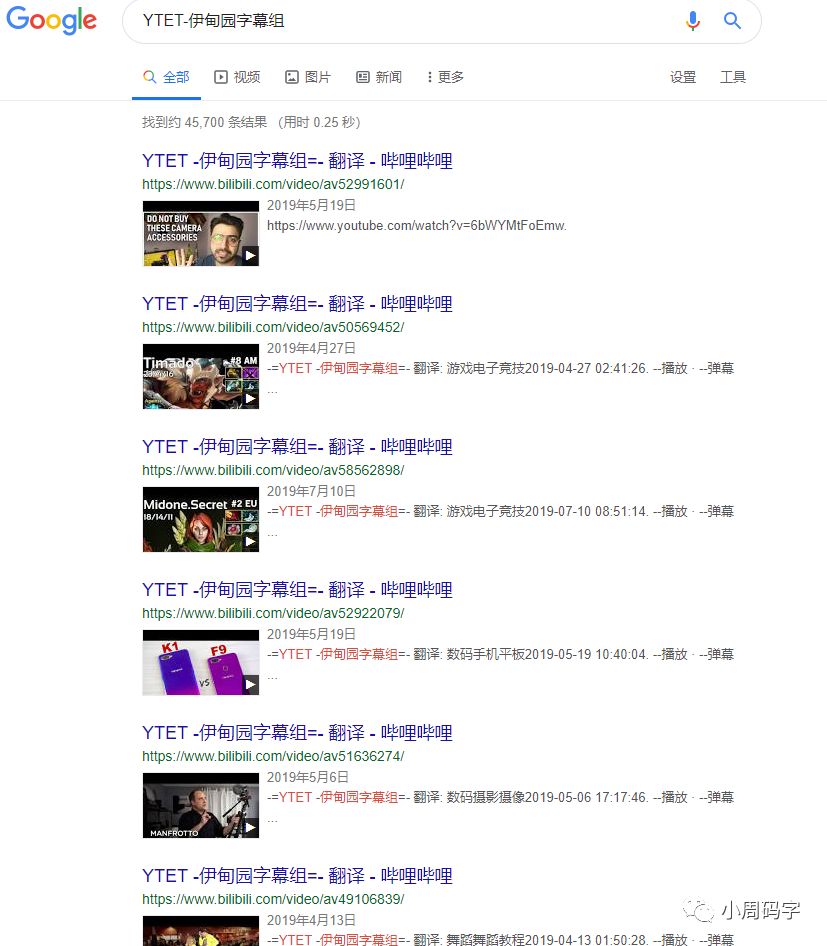 Google
YTET-伊甸园字幕组
全部 视频 图片 新闻 更多 设置 工具
找到约 45,700 条结果 （用时 0.25 秒）
YTET -伊甸园字幕组=- 翻译 - 哔哩哔哩
https://www.bilibili.com/video/av52991601/
2019年5月19日
https://www.youtube.com/watch?v=6bWYMtFoEmw.
DO NOT BUY
THESE CAMERA
ACCESSORIES
YTET -伊甸园字幕组=- 翻译 - 哔哩哔哩
https://www.bilibili.com/video/av50569452/
2019年4月27日
-=YTET -伊甸园字幕组=- 翻译: 游戏电子竞技2019-04-27 02:41:26. --播放 · --弹幕
...
Timado #8 AM
YTET -伊甸园字幕组=- 翻译 - 哔哩哔哩
https://www.bilibili.com/video/av58562898/
2019年7月10日
-=YTET -伊甸园字幕组=- 翻译: 游戏电子竞技2019-07-10 08:51:14. --播放 · --弹幕
...
Midone.Secret #2 EU
18/14/11
YTET -伊甸园字幕组=- 翻译 - 哔哩哔哩
https://www.bilibili.com/video/av52922079/
2019年5月19日
-=YTET -伊甸园字幕组=- 翻译: 数码手机平板2019-05-19 10:40:04. --播放 · --弹幕
...
K1 F9
VS
YTET -伊甸园字幕组=- 翻译 - 哔哩哔哩
https://www.bilibili.com/video/av51636274/
2019年5月6日
-=YTET -伊甸园字幕组=- 翻译: 数码摄影摄像2019-05-06 17:17:46. --播放 · --弹幕
...
MANFROTTO
YTET -伊甸园字幕组=- 翻译 - 哔哩哔哩
https://www.bilibili.com/video/av49106839/
2019年4月13日
-=YTET -伊甸园字幕组=- 翻译: 舞蹈舞蹈教程2019-04-13 01:50:28. --播放 · --弹幕
小周码字